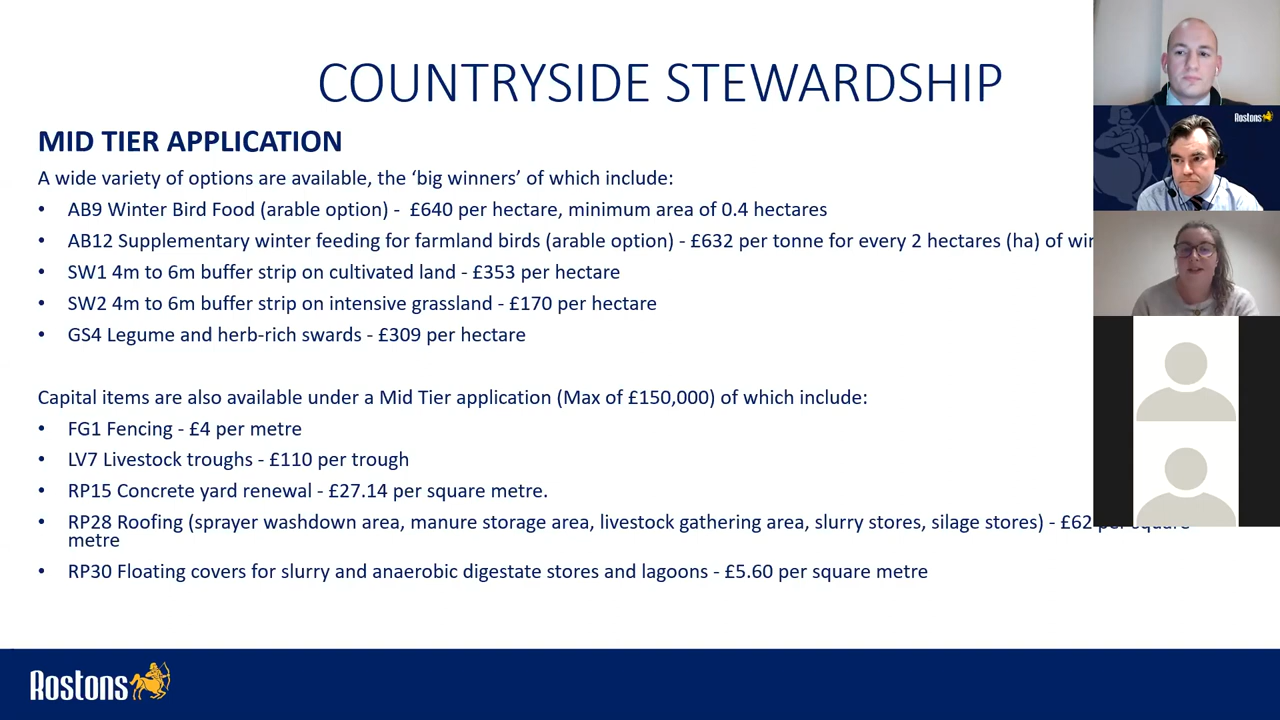 COUNTRYSIDE STEWARDSHIP
Rostons
MID TIER APPLICATION
A wide variety of options are available, the ‘big winners’ of which include:
• AB9 Winter Bird Food (arable option) - £640 per hectare, minimum area of 0.4 hectares
• AB12 Supplementary winter feeding for farmland birds (arable option) - £632 per tonne for every 2 hectares (ha) of
• SW1 4m to 6m buffer strip on cultivated land - £353 per hectare
• SW2 4m to 6m buffer strip on intensive grassland - £170 per hectare
• GS4 Legume and herb-rich swards - £309 per hectare
Capital items are also available under a Mid Tier application (Max of £150,000) of which include:
• FG1 Fencing - £4 per metre
• LV7 Livestock troughs - £110 per trough
• RP15 Concrete yard renewal - £27.14 per square metre.
• RP28 Roofing (sprayer washdown area, manure storage area, livestock gathering area, slurry stores, silage stores) - £62 per square
metre
• RP30 Floating covers for slurry and anaerobic digestate stores and lagoons - £5.60 per square metre
Rostons